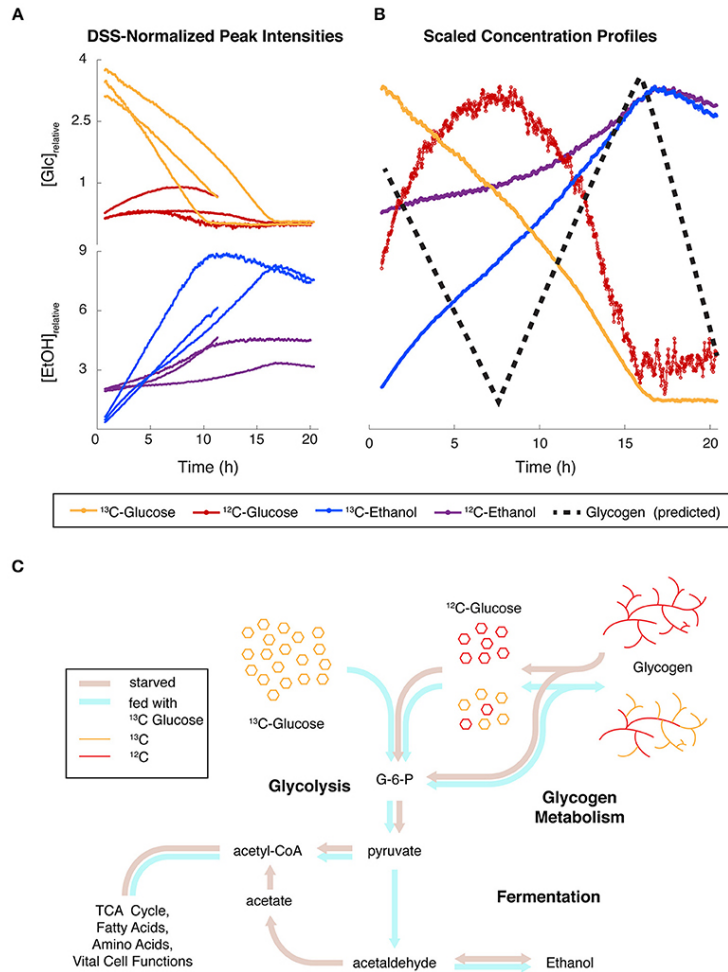 A
B
DSS-Normalized Peak Intensities
Scaled Concentration Profiles
4
2.5
1
[Glc]relative
9
6
3
[EtOH]relative
0
5
10
15
20
Time (h)
0
5
10
15
20
Time (h)
¹³C-Glucose
¹²C-Glucose
¹³C-Ethanol
¹²C-Ethanol
Glycogen (predicted)
C
starved
fed with
¹³C Glucose
¹³C
¹²C
¹³C-Glucose
¹²C-Glucose
Glycogen
Glycolysis
G-6-P
Glycogen
Metabolism
acetyl-CoA
pyruvate
acetate
Fermentation
TCA Cycle,
Fatty Acids,
Amino Acids,
Vital Cell Functions
acetaldehyde
Ethanol